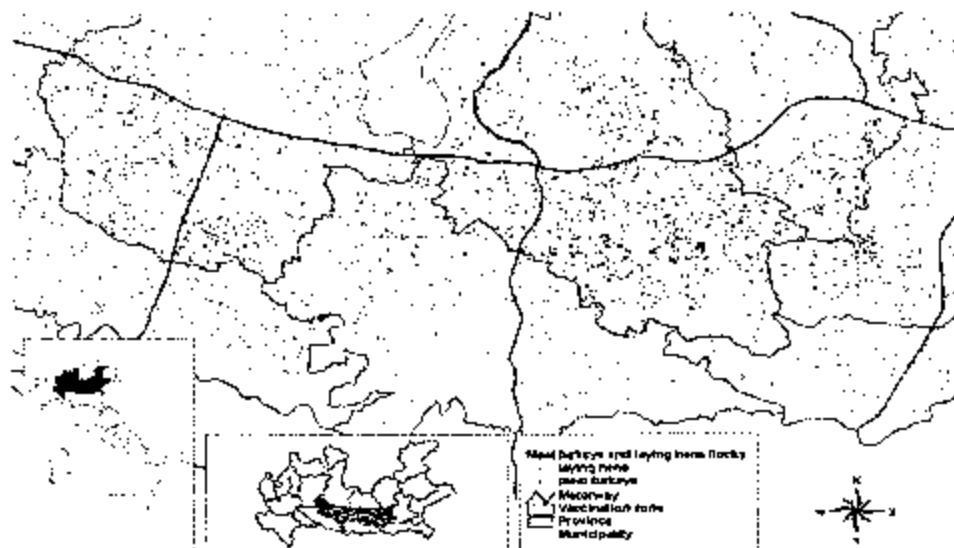 Meat turkeys and laying hens flocks
laying hens
meat turkeys
Motorway
Vaccination zone
Province
Municipality
N